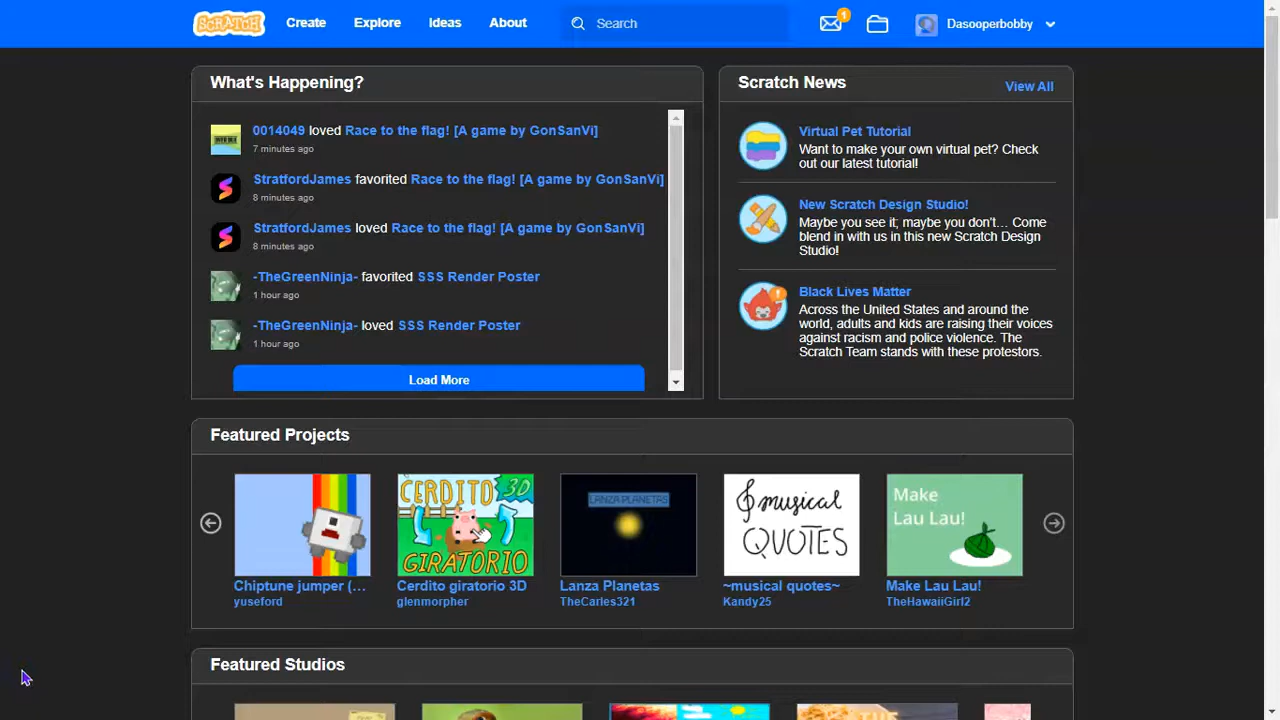 SCRATCH
Create
Explore
Ideas
About
Search
1
Dasooperbobby
What's Happening?
0014049 loved Race to the flag! [A game by GonSanVi]
7 minutes ago
StratfordJames favorited Race to the flag! [A game by GonSanVi]
8 minutes ago
StratfordJames loved Race to the flag! [A game by GonSanVi]
8 minutes ago
-TheGreenNinja- favorited SSS Render Poster
1 hour ago
-TheGreenNinja- loved SSS Render Poster
1 hour ago
Load More
Scratch News
View All
Virtual Pet Tutorial
Want to make your own virtual pet? Check
out our latest tutorial!
New Scratch Design Studio!
Maybe you see it; maybe you don't... Come
blend in with us in this new Scratch Design
Studio!
Black Lives Matter
Across the United States and around the
world, adults and kids are raising their voices
against racism and police violence. The
Scratch Team stands with these protestors.
Featured Projects
CERDITO 3D
GIRATORIO
LANZA PLANETAS
musical
QUOTES
Make
Lau Lau!
Chiptune jumper (...
yuseford
Cerdito giratorio 3D
glenmorpher
Lanza Planetas
TheCarles321
~musical quotes~
Kandy25
Make Lau Lau!
TheHawaiiGirl2
Featured Studios